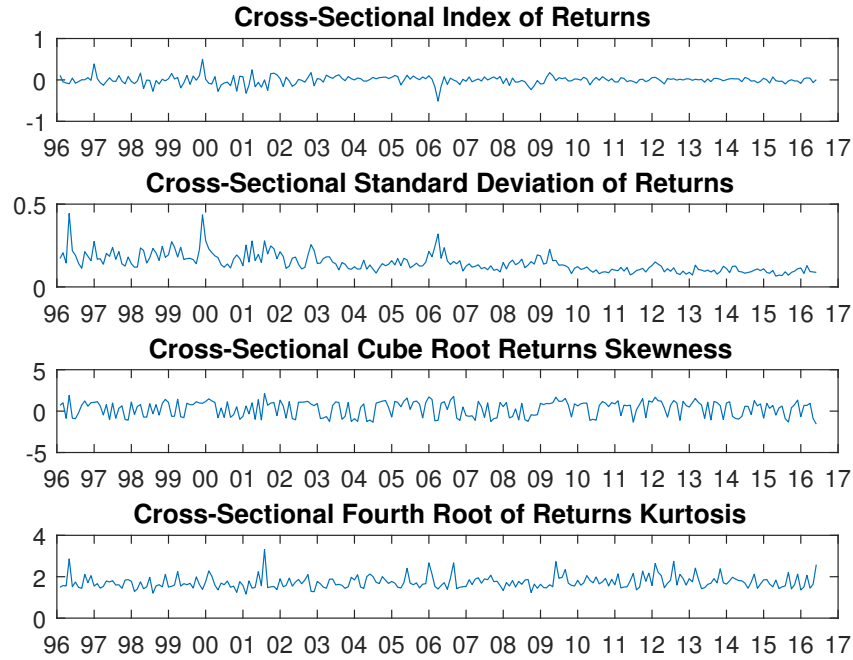 Cross-Sectional Index of Returns
1
0
-1
96 97 98 99 00 01 02 03 04 05 06 07 08 09 10 11 12 13 14 15 16 17
Cross-Sectional Standard Deviation of Returns
0.5
0
96 97 98 99 00 01 02 03 04 05 06 07 08 09 10 11 12 13 14 15 16 17
Cross-Sectional Cube Root Returns Skewness
5
0
-5
96 97 98 99 00 01 02 03 04 05 06 07 08 09 10 11 12 13 14 15 16 17
Cross-Sectional Fourth Root of Returns Kurtosis
4
2
0
96 97 98 99 00 01 02 03 04 05 06 07 08 09 10 11 12 13 14 15 16 17